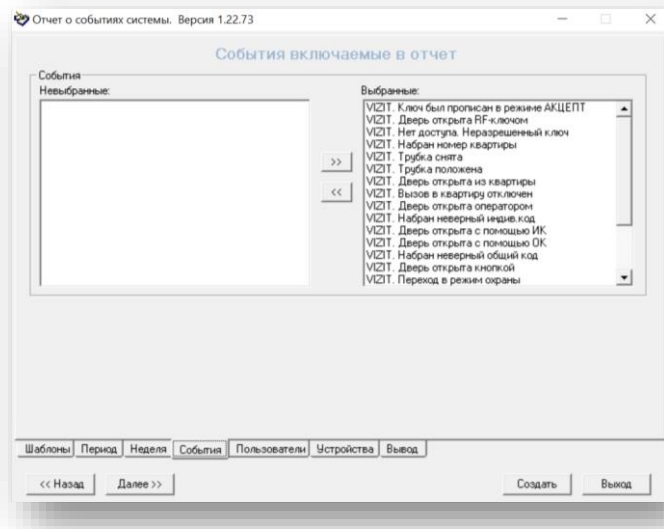 Отчет о событиях системы. Версия 1.22.73
События включаемые в отчет
События
Невыбранные:
Выбранные:
VIZIT. Ключ был прописан в режиме АКЦЕПТ
VIZIT. Дверь открыта RF-ключом
VIZIT. Нет доступа. Неразрешенный ключ
VIZIT. Набран номер квартиры
VIZIT. Трубка снята
VIZIT. Трубка положена
VIZIT. Дверь открыта из квартиры
VIZIT. Вызов в квартиру отключен
VIZIT. Дверь открыта оператором
VIZIT. Набран неверный индив.код
VIZIT. Дверь открыта с помощью ИК
VIZIT. Дверь открыта с помощью ОК
VIZIT. Набран неверный общий код
VIZIT. Дверь открыта кнопкой
VIZIT. Переход в режим охраны
>>
<<
Шаблоны Период Неделя События Пользователи Устройства Вывод
<< Назад Далее >> Создать Выход